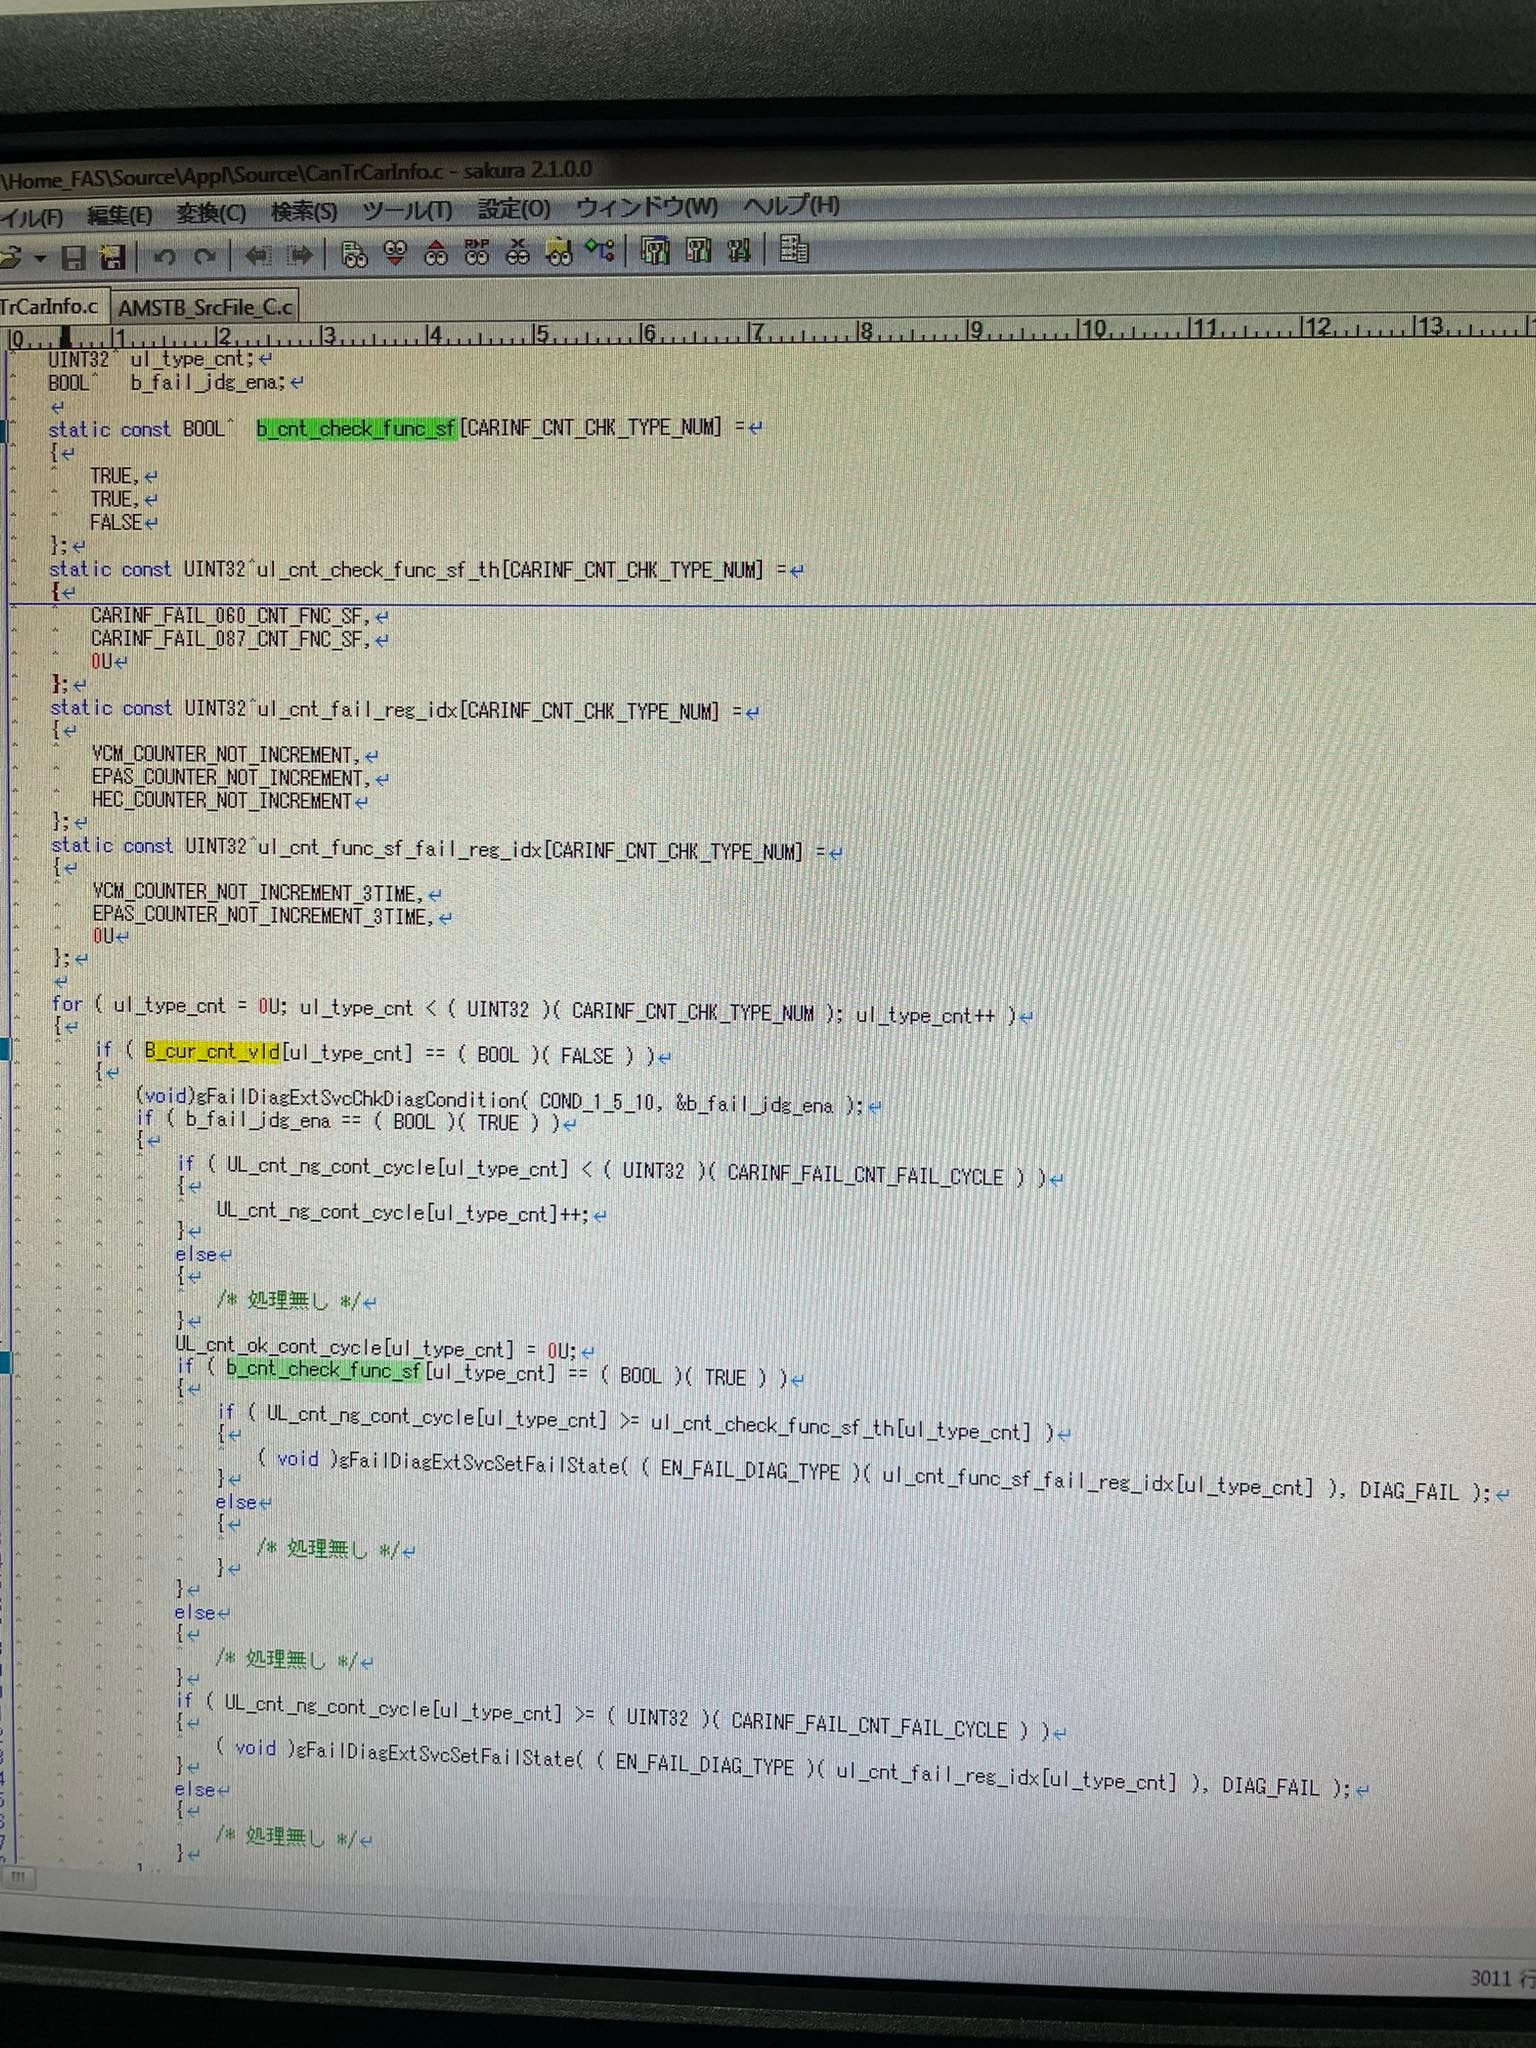 \Home_FAS\Source\Appl\Source\CanTrCarInfo.c - sakura 2.1.0.0
イル(F) 編集(E) 変換(C) 検索(S) ツール(T) 設定(O) ウィンドウ(W) ヘルプ(H)
TrCarInfo.c AMSTB_SrcFile_C.c
0 1 2 3 4 5 6 7 8 9 10 11 12 13
UINT32 ul_type_cnt;
BOOL b_fail_jdg_ena;
static const BOOL b_cnt_check_func_sf[CARINF_CNT_CHK_TYPE_NUM] =
{
TRUE,
TRUE,
FALSE
};
static const UINT32 ul_cnt_check_func_sf_th[CARINF_CNT_CHK_TYPE_NUM] =
{
CARINF_FAIL_060_CNT_FNC_SF,
CARINF_FAIL_087_CNT_FNC_SF,
0U
};
static const UINT32 ul_cnt_fail_reg_idx[CARINF_CNT_CHK_TYPE_NUM] =
{
VCM_COUNTER_NOT_INCREMENT,
EPAS_COUNTER_NOT_INCREMENT,
HEC_COUNTER_NOT_INCREMENT
};
static const UINT32 ul_cnt_func_sf_fail_reg_idx[CARINF_CNT_CHK_TYPE_NUM] =
{
VCM_COUNTER_NOT_INCREMENT_3TIME,
EPAS_COUNTER_NOT_INCREMENT_3TIME,
0U
};
for ( ul_type_cnt = 0U; ul_type_cnt < ( UINT32 )( CARINF_CNT_CHK_TYPE_NUM ); ul_type_cnt++ )
{
if ( B_cur_cnt_vld[ul_type_cnt] == ( BOOL )( FALSE ) )
{
(void)gFailDiagExtSvcChkDiagCondition( COND_1_5_10, &b_fail_jdg_ena );
if ( b_fail_jdg_ena == ( BOOL )( TRUE ) )
{
if ( UL_cnt_ng_cont_cycle[ul_type_cnt] < ( UINT32 )( CARINF_FAIL_CNT_FAIL_CYCLE ) )
{
UL_cnt_ng_cont_cycle[ul_type_cnt]++;
}
else
{
/* 処理無し */
}
UL_cnt_ok_cont_cycle[ul_type_cnt] = 0U;
if ( b_cnt_check_func_sf[ul_type_cnt] == ( BOOL )( TRUE ) )
{
if ( UL_cnt_ng_cont_cycle[ul_type_cnt] >= ul_cnt_check_func_sf_th[ul_type_cnt] )
{
( void )gFailDiagExtSvcSetFailState( ( EN_FAIL_DIAG_TYPE )( ul_cnt_func_sf_fail_reg_idx[ul_type_cnt] ), DIAG_FAIL );
}
else
{
/* 処理無し */
}
}
else
{
/* 処理無し */
}
if ( UL_cnt_ng_cont_cycle[ul_type_cnt] >= ( UINT32 )( CARINF_FAIL_CNT_FAIL_CYCLE ) )
{
( void )gFailDiagExtSvcSetFailState( ( EN_FAIL_DIAG_TYPE )( ul_cnt_fail_reg_idx[ul_type_cnt] ), DIAG_FAIL );
}
else
{
/* 処理無し */
}
3011 行